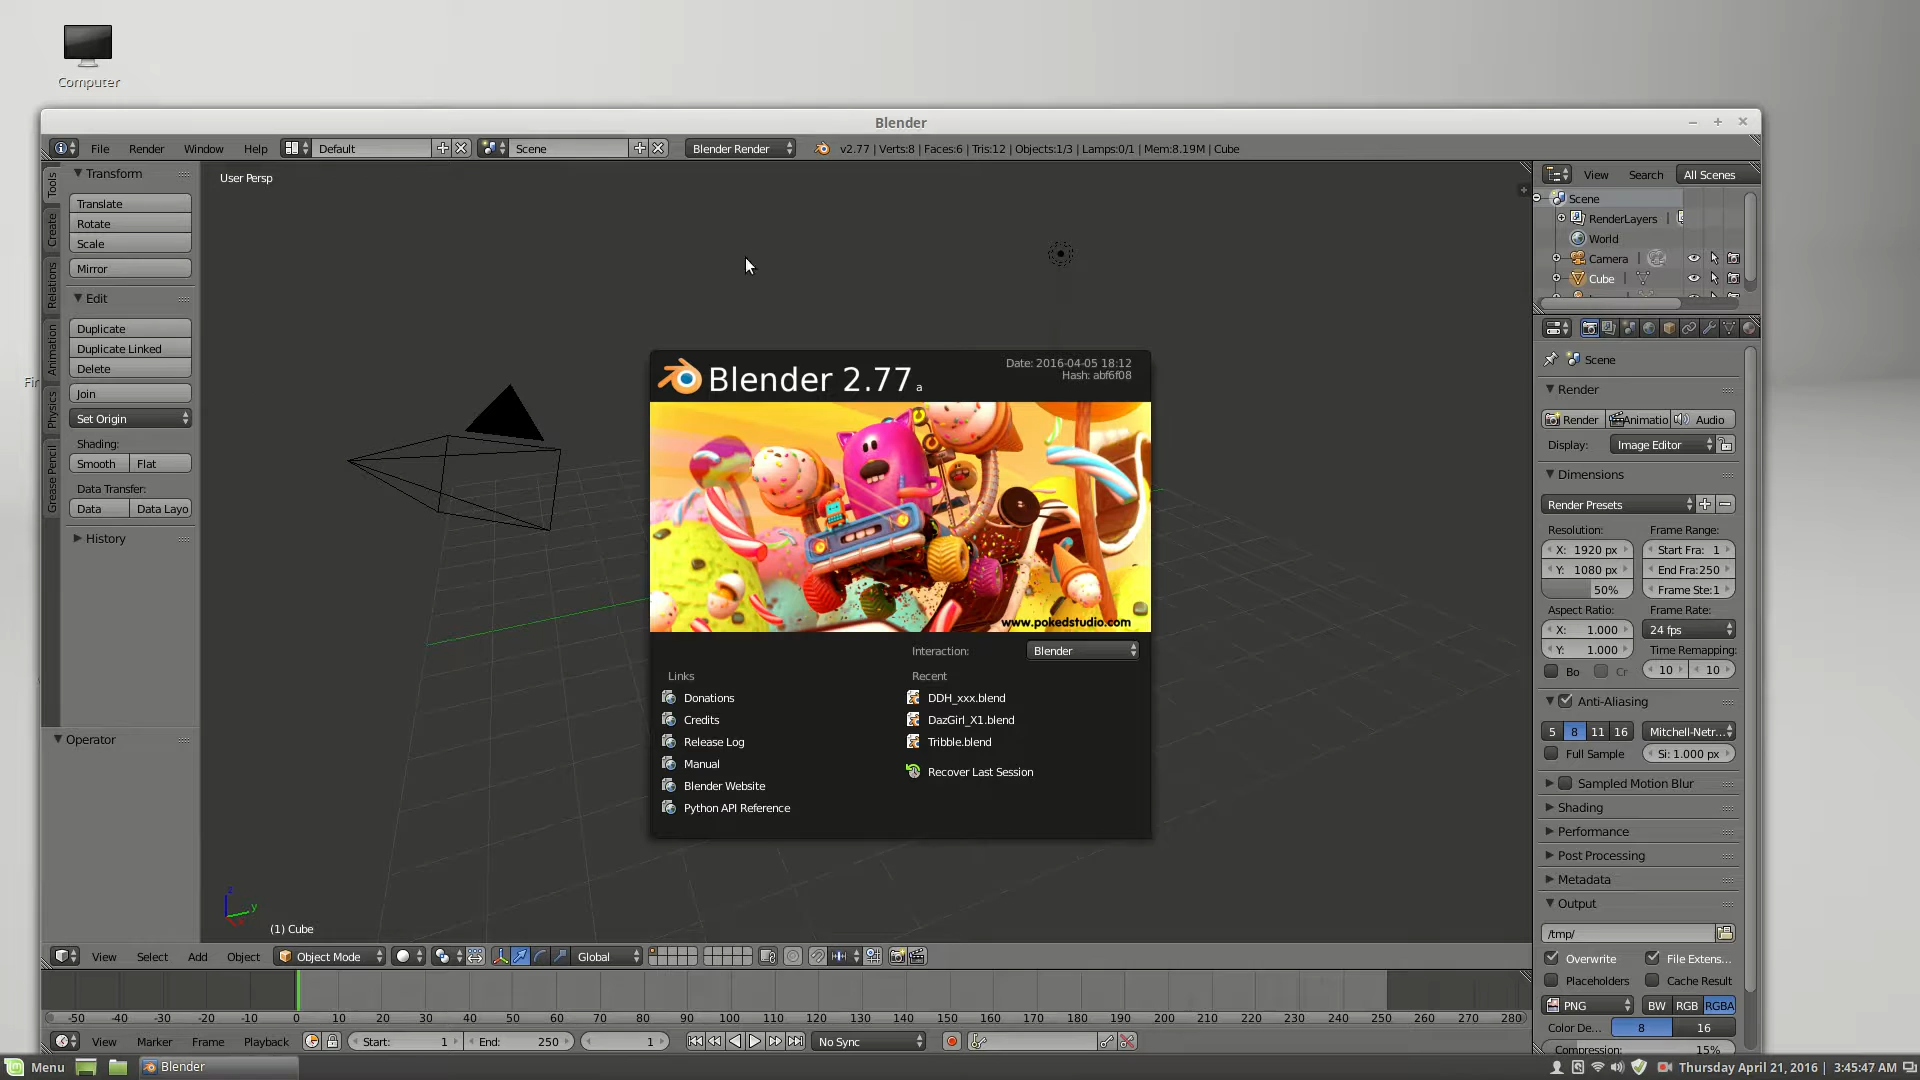 Computer
Blender
File Render Window Help Default Scene Blender Render v2.77 | Verts:8 | Faces:6 | Tris:12 | Objects:1/3 | Lamps:0/1 | Mem:8.19M | Cube
Tools
Create
Relations
Animation
Physics
Grease Pencil
Transform
Translate
Rotate
Scale
Mirror
Edit
Duplicate
Duplicate Linked
Delete
Join
Set Origin
Shading:
Smooth Flat
Data Transfer:
Data Data Layo
History
Operator
User Persp
Blender 2.77 a
Date: 2016-04-05 18:12
Hash: abf6f08
www.pokedstudio.com
Interaction: Blender
Links
Donations
Credits
Release Log
Manual
Blender Website
Python API Reference
Recent
DDH_xxx.blend
DazGirl_X1.blend
Tribble.blend
Recover Last Session
z
y
(1) Cube
View Search All Scenes
Scene
RenderLayers
World
Camera
Cube
Scene
Render
Render Animatio Audio
Display: Image Editor
Dimensions
Render Presets
Resolution: Frame Range:
X: 1920 px Start Fra: 1
Y: 1080 px End Fra:250
50% Frame Ste:1
Aspect Ratio: Frame Rate:
X: 1.000 24 fps
Y: 1.000 Time Remapping:
Bo Cr 10 10
Anti-Aliasing
5 8 11 16 Mitchell-Netr...
Full Sample Si: 1.000 px
Sampled Motion Blur
Shading
Performance
Post Processing
Metadata
Output
/tmp/
Overwrite File Extens...
Placeholders Cache Result
PNG BW RGB RGBA
Color De... 8 16
Compression: 15%
View Select Add Object Object Mode Global
-50 -40 -30 -20 -10 0 10 20 30 40 50 60 70 80 90 100 110 120 130 140 150 160 170 180 190 200 210 220 230 240 250 260 270 280
View Marker Frame Playback Start: 1 End: 250 1 No Sync
Menu Blender Thursday April 21, 2016 | 3:45:47 AM